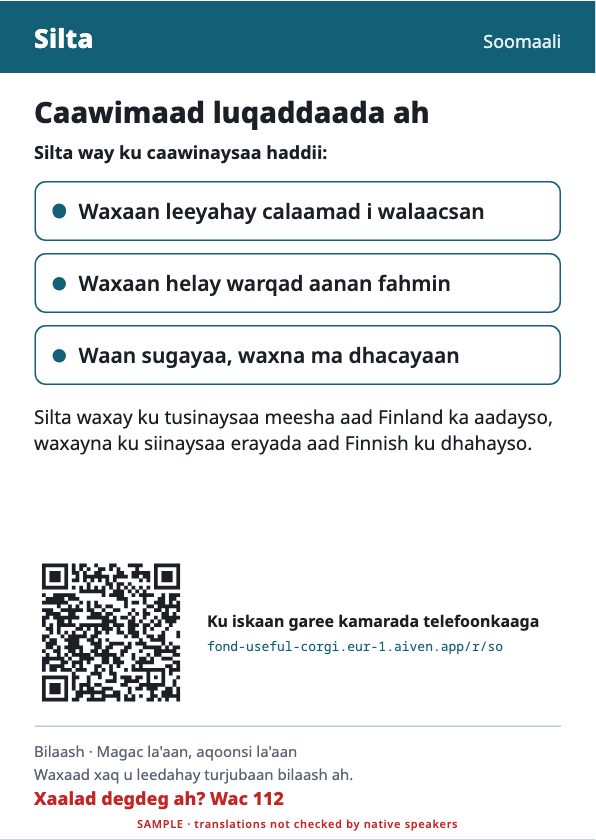 Silta
Soomaali
Caawimaad luqaddaada ah
Silta way ku caawinaysaa haddii:
Waxaan leeyahay calaamad i walaacsan
Waxaan helay warqad aanan fahmin
Waan sugayaa, waxna ma dhacayaan
Silta waxay ku tusinaysaa meesha aad Finland ka aadayso,
waxayna ku siinaysaa erayada aad Finnish ku dhahayso.
Ku iskaan garee kamarada telefoonkaaga
fond-useful-corgi.eur-1.aiven.app/r/so
Bilaash · Magac la'aan, aqoonsi la'aan
Waxaad xaq u leedahay turjubaan bilaash ah.
Xaalad degdeg ah? Wac 112
SAMPLE · translations not checked by native speakers